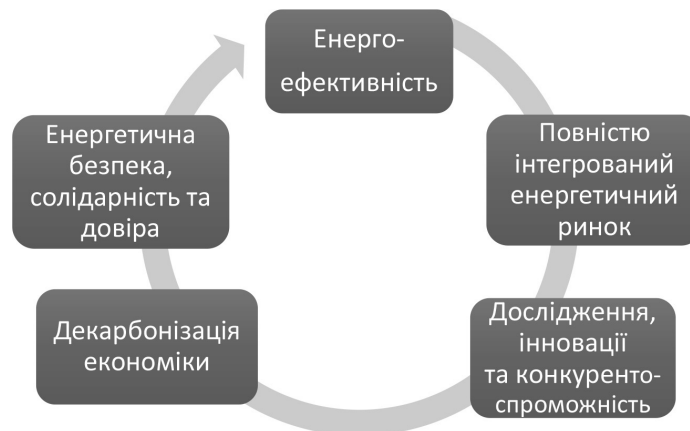 Енерго-
ефективність
Повністю
інтегрований
енергетичний
ринок
Дослідження,
інновації
та конкуренто-
спроможність
Декарбонізація
економіки
Енергетична
безпека,
солідарність та
довіра